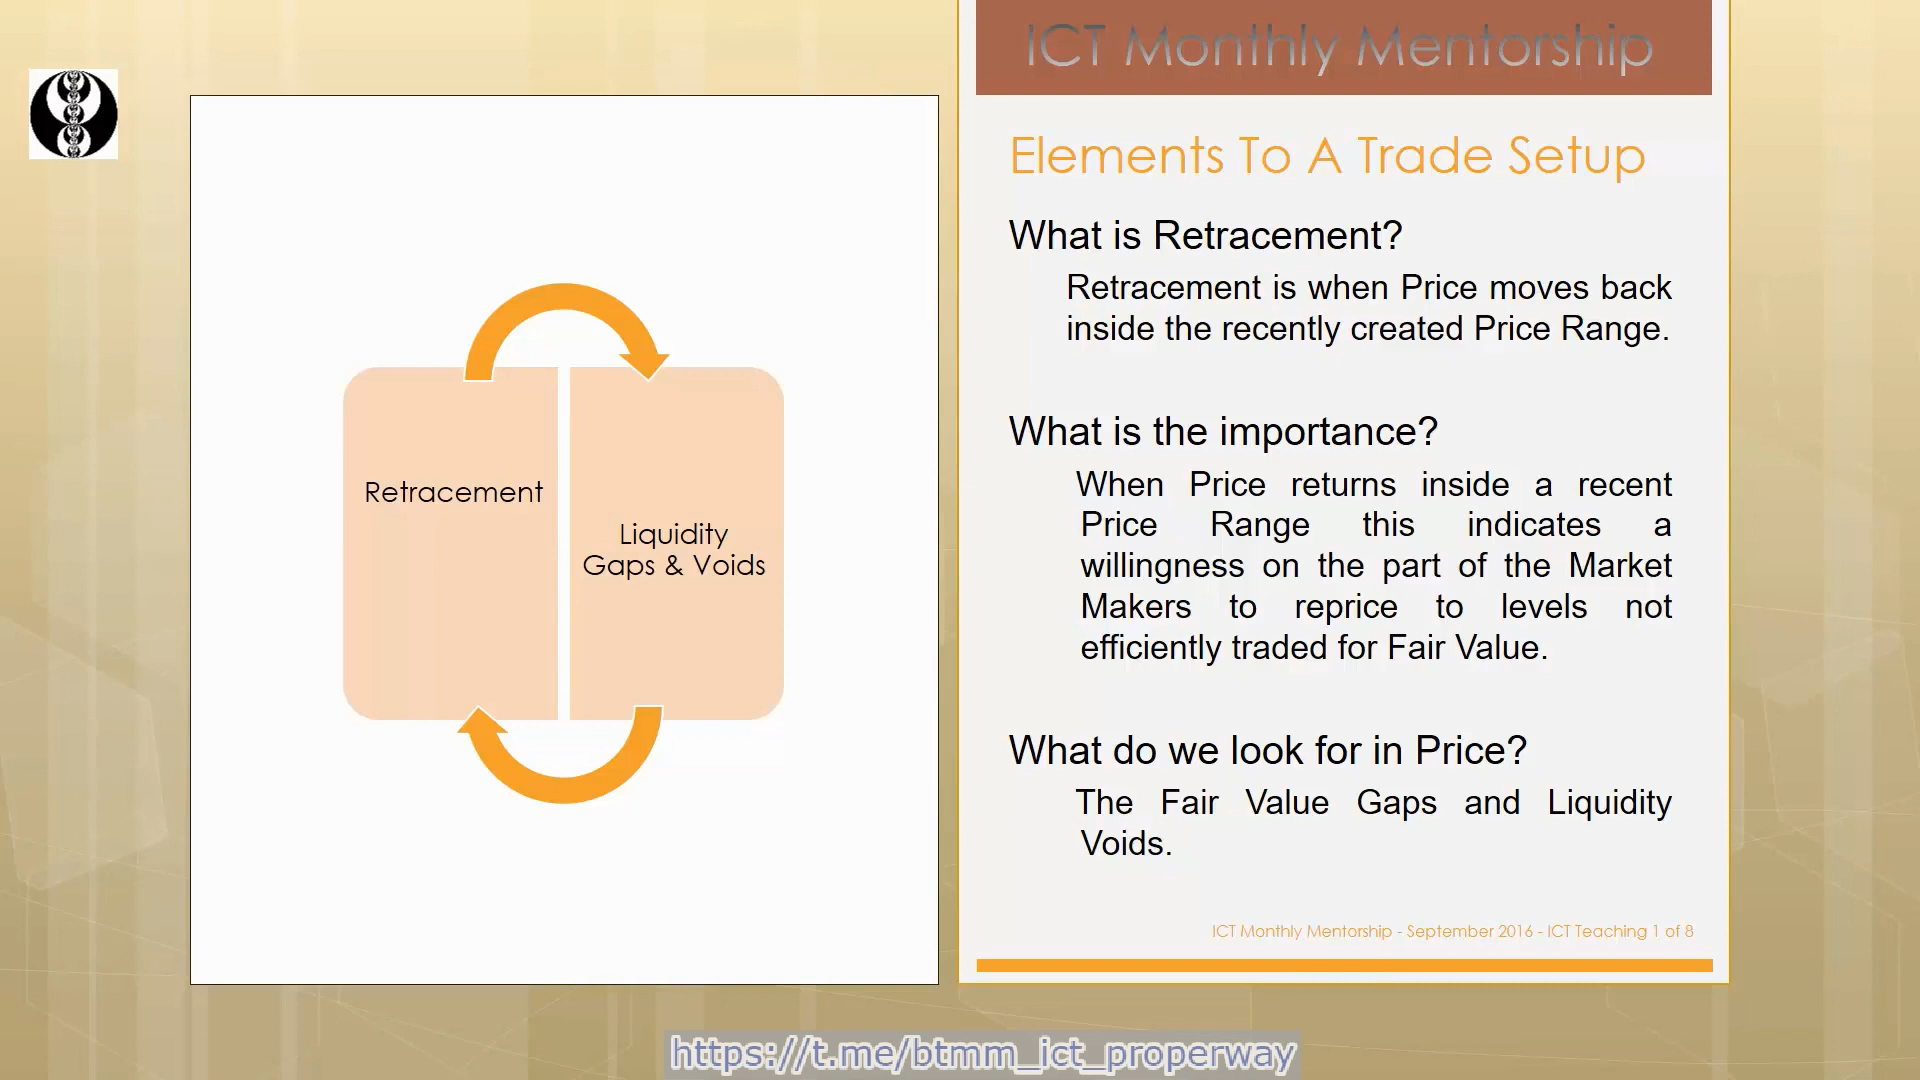 ICT Monthly Mentorship
Elements To A Trade Setup
What is Retracement?
Retracement is when Price moves back
inside the recently created Price Range.
What is the importance?
When Price returns inside a recent
Price Range this indicates a
willingness on the part of the Market
Makers to reprice to levels not
efficiently traded for Fair Value.
What do we look for in Price?
The Fair Value Gaps and Liquidity
Voids.
Retracement
Liquidity
Gaps & Voids
ICT Monthly Mentorship - September 2016 - ICT Teaching 1 of 8
https://t.me/btmm_ict_properway